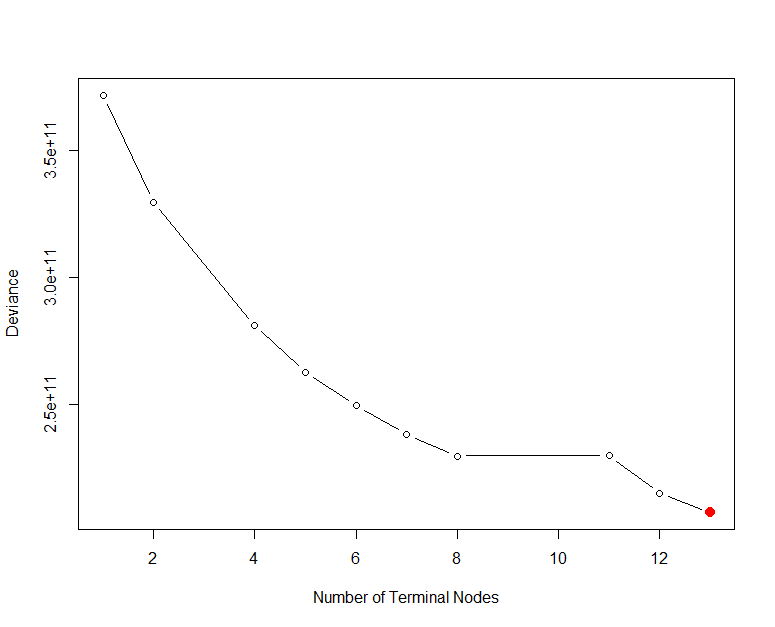 3.5e+11
3.0e+11
2.5e+11
Deviance
2 4 6 8 10 12
Number of Terminal Nodes